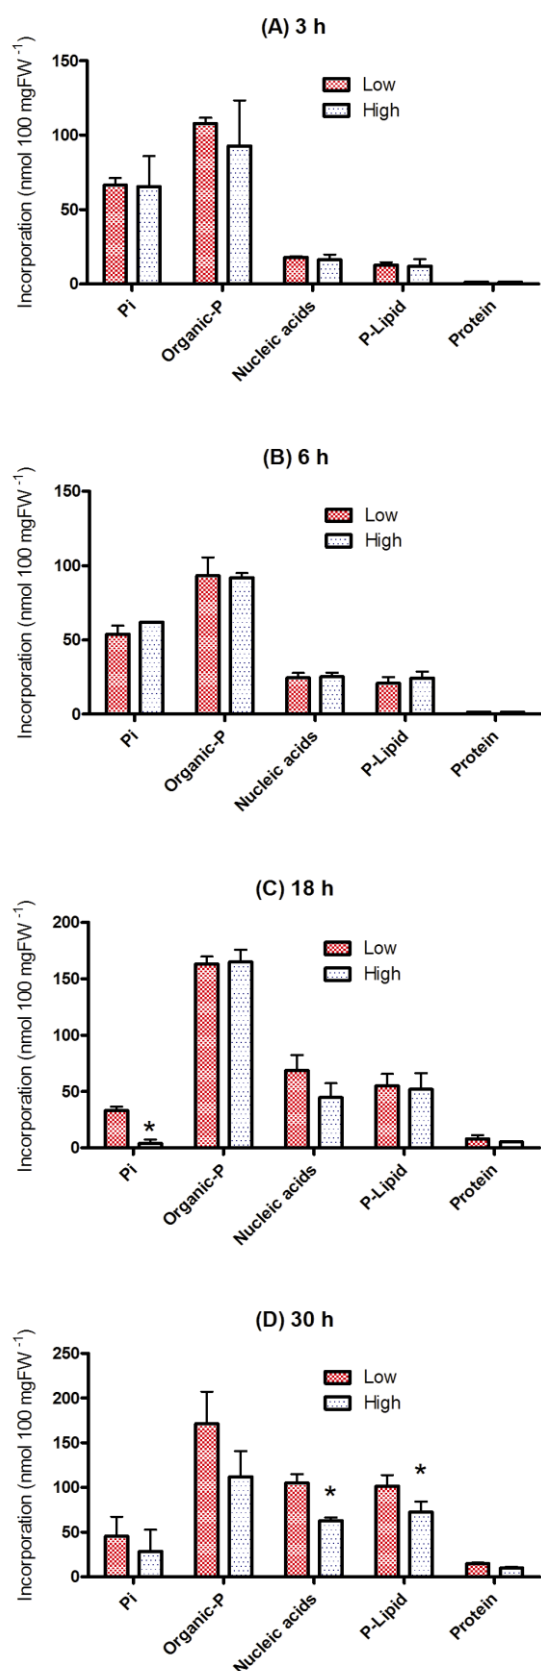 (A) 3 h
Incorporation (nmol 100 mgFW -1)
150
100
50
0
Low
High
Pi
Organic-P
Nucleic acids
P-Lipid
Protein
(B) 6 h
Incorporation (nmol 100 mgFW -1)
150
100
50
0
Low
High
Pi
Organic-P
Nucleic acids
P-Lipid
Protein
(C) 18 h
Incorporation (nmol 100 mgFW -1)
200
150
100
50
0
Low
High
*
Pi
Organic-P
Nucleic acids
P-Lipid
Protein
(D) 30 h
Incorporation (nmol 100 mgFW -1)
250
200
150
100
50
0
Low
High
*
*
Pi
Organic-P
Nucleic acids
P-Lipid
Protein